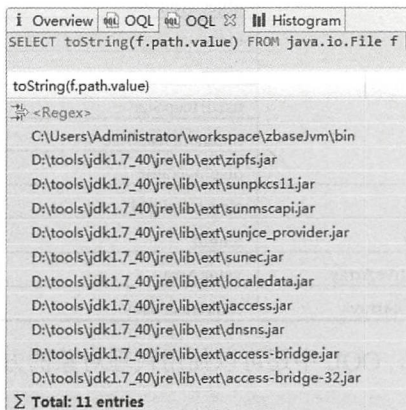 i Overview OQL OQL Histogram
SELECT toString(f.path.value) FROM java.io.File f
toString(f.path.value)
<Regex>
C:\Users\Administrator\workspace\zbaseJvm\bin
D:\tools\jdk1.7_40\jre\lib\ext\zipfs.jar
D:\tools\jdk1.7_40\jre\lib\ext\sunpkcs11.jar
D:\tools\jdk1.7_40\jre\lib\ext\sunmscapi.jar
D:\tools\jdk1.7_40\jre\lib\ext\sunjce_provider.jar
D:\tools\jdk1.7_40\jre\lib\ext\sunec.jar
D:\tools\jdk1.7_40\jre\lib\ext\localedata.jar
D:\tools\jdk1.7_40\jre\lib\ext\jaccess.jar
D:\tools\jdk1.7_40\jre\lib\ext\dnsns.jar
D:\tools\jdk1.7_40\jre\lib\ext\access-bridge.jar
D:\tools\jdk1.7_40\jre\lib\ext\access-bridge-32.jar
Σ Total: 11 entries